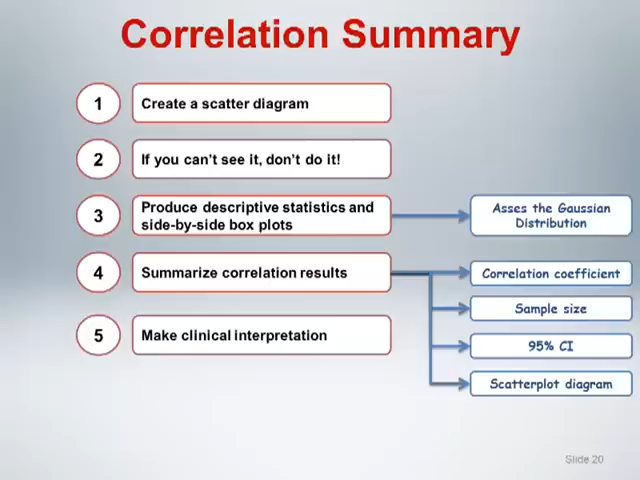 Correlation Summary
1
Create a scatter diagram
2
If you can't see it, don't do it!
3
Produce descriptive statistics and
side-by-side box plots
Asses the Gaussian
Distribution
4
Summarize correlation results
Correlation coefficient
Sample size
95% CI
Scatterplot diagram
5
Make clinical interpretation
Slide 20